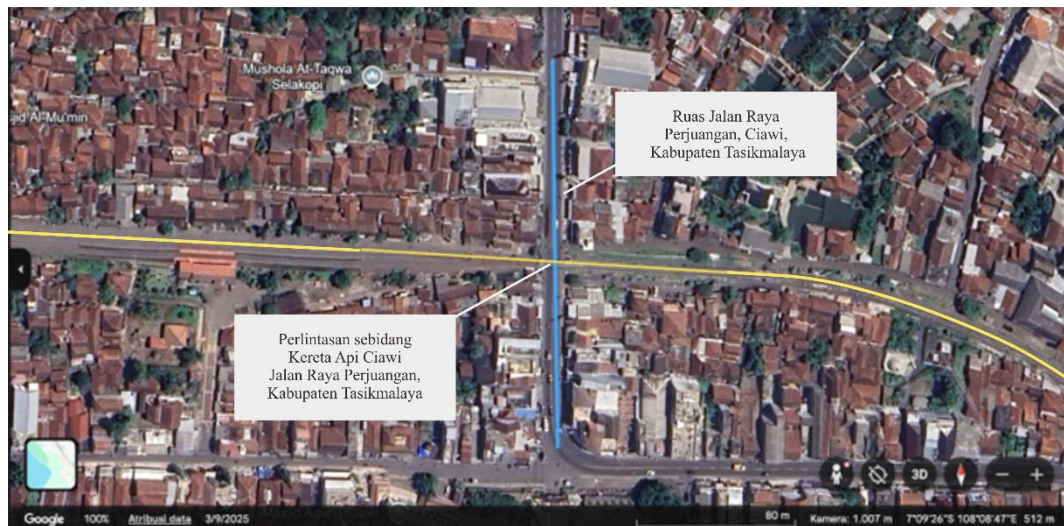 Mushola At-Taqwa
Selakopi
jid Al-Mu'min
Ruas Jalan Raya
Perjuangan, Ciawi,
Kabupaten Tasikmalaya
Perlintasan sebidang
Kereta Api Ciawi
Jalan Raya Perjuangan,
Kabupaten Tasikmalaya
3D
80 m
Google 100% Atribusi data 3/9/2025 Kamera: 1.007 m 7°09'26"S 108°08'47"E 512 m